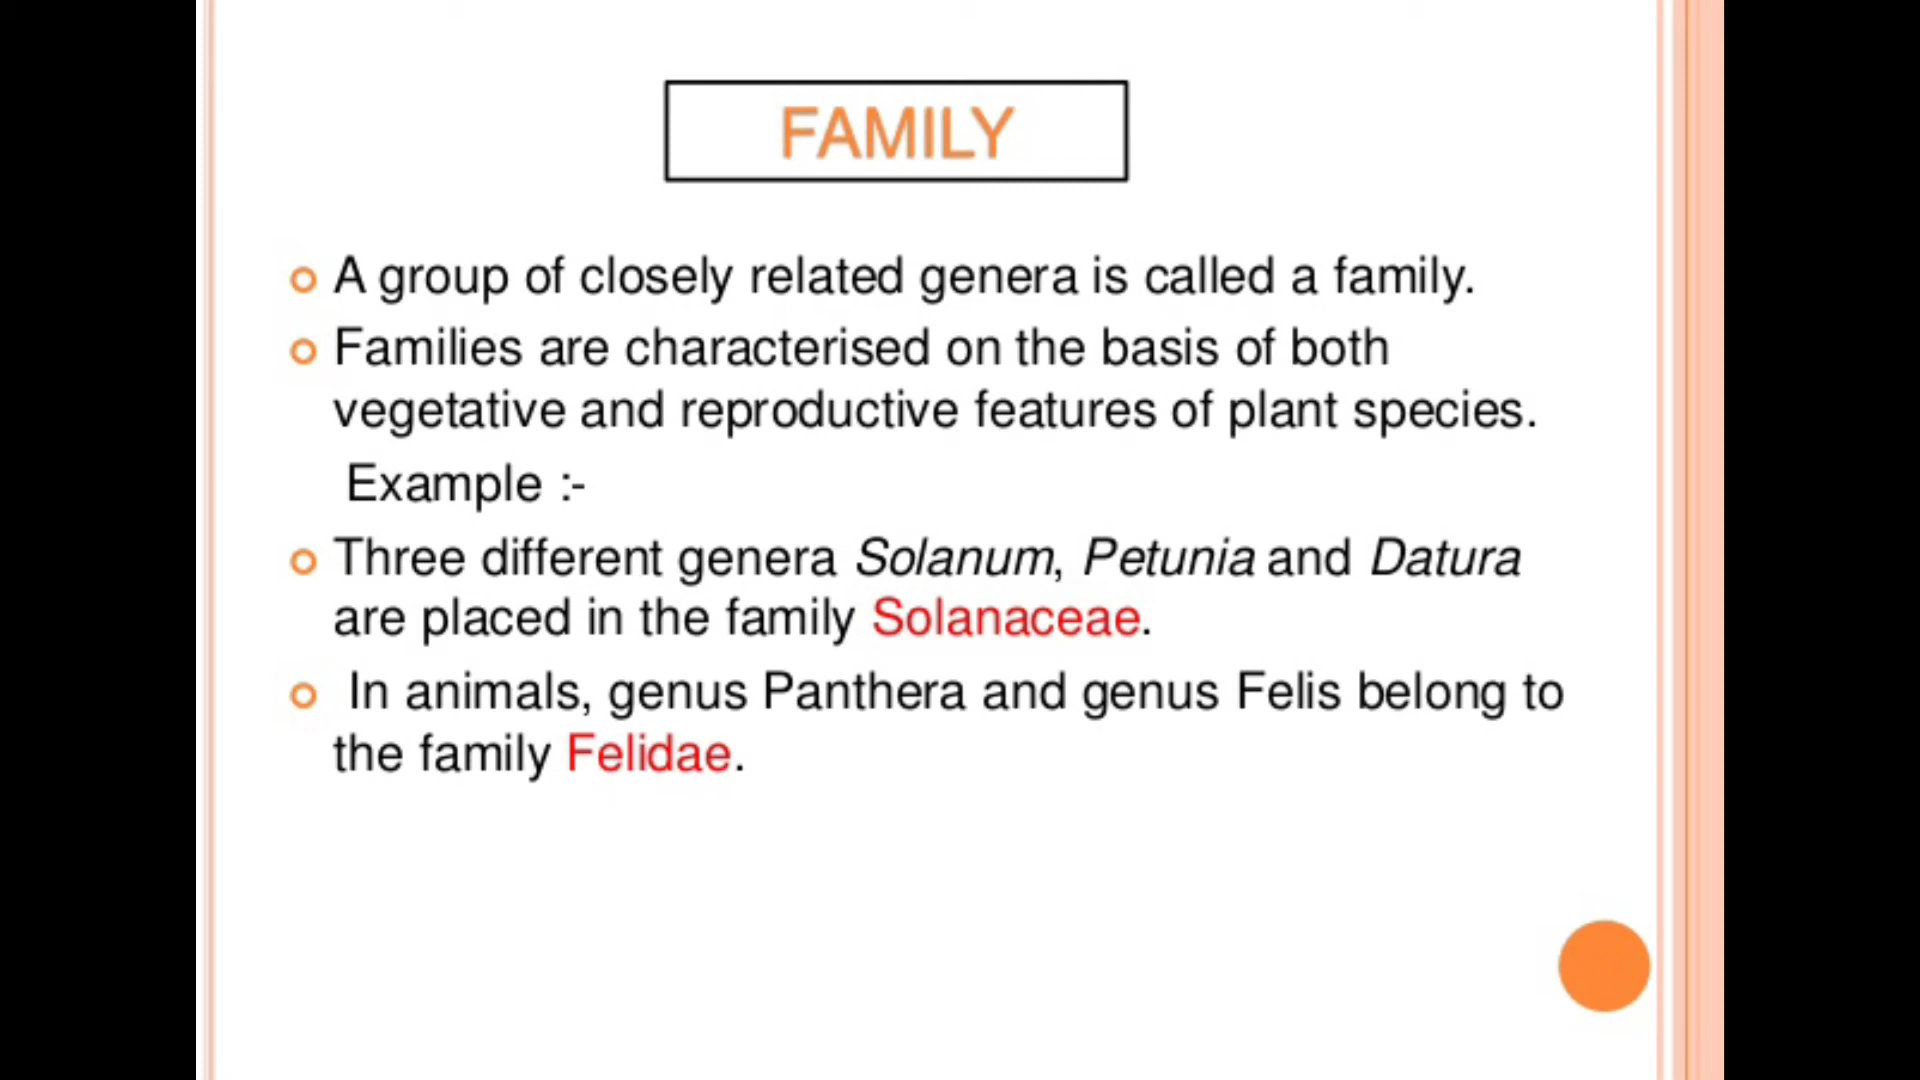 FAMILY
A group of closely related genera is called a family.
Families are characterised on the basis of both
vegetative and reproductive features of plant species.
Example :-
Three different genera Solanum, Petunia and Datura
are placed in the family Solanaceae.
In animals, genus Panthera and genus Felis belong to
the family Felidae.